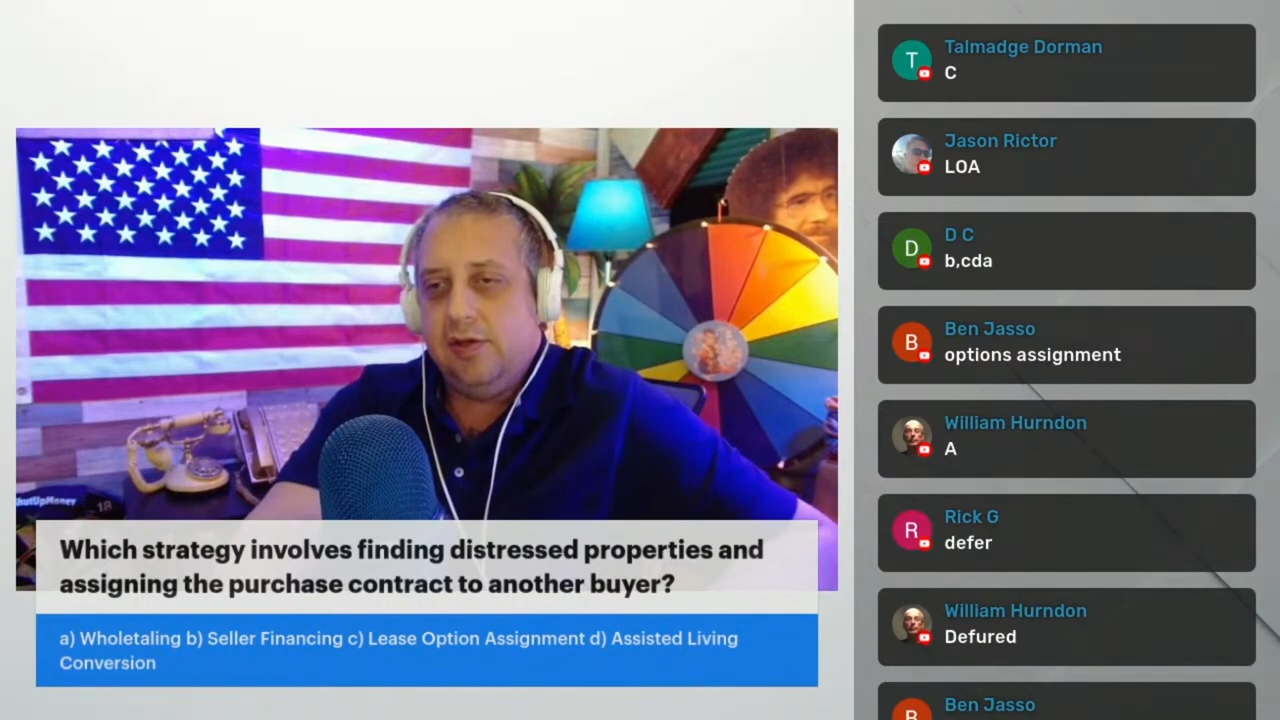 ShutUpMoney
18
Which strategy involves finding distressed properties and
assigning the purchase contract to another buyer?
a) Wholetaling b) Seller Financing c) Lease Option Assignment d) Assisted Living
Conversion
T
Talmadge Dorman
C
Jason Rictor
LOA
D
D C
b,cda
B
Ben Jasso
options assignment
William Hurndon
A
R
Rick G
defer
William Hurndon
Defured
B
Ben Jasso